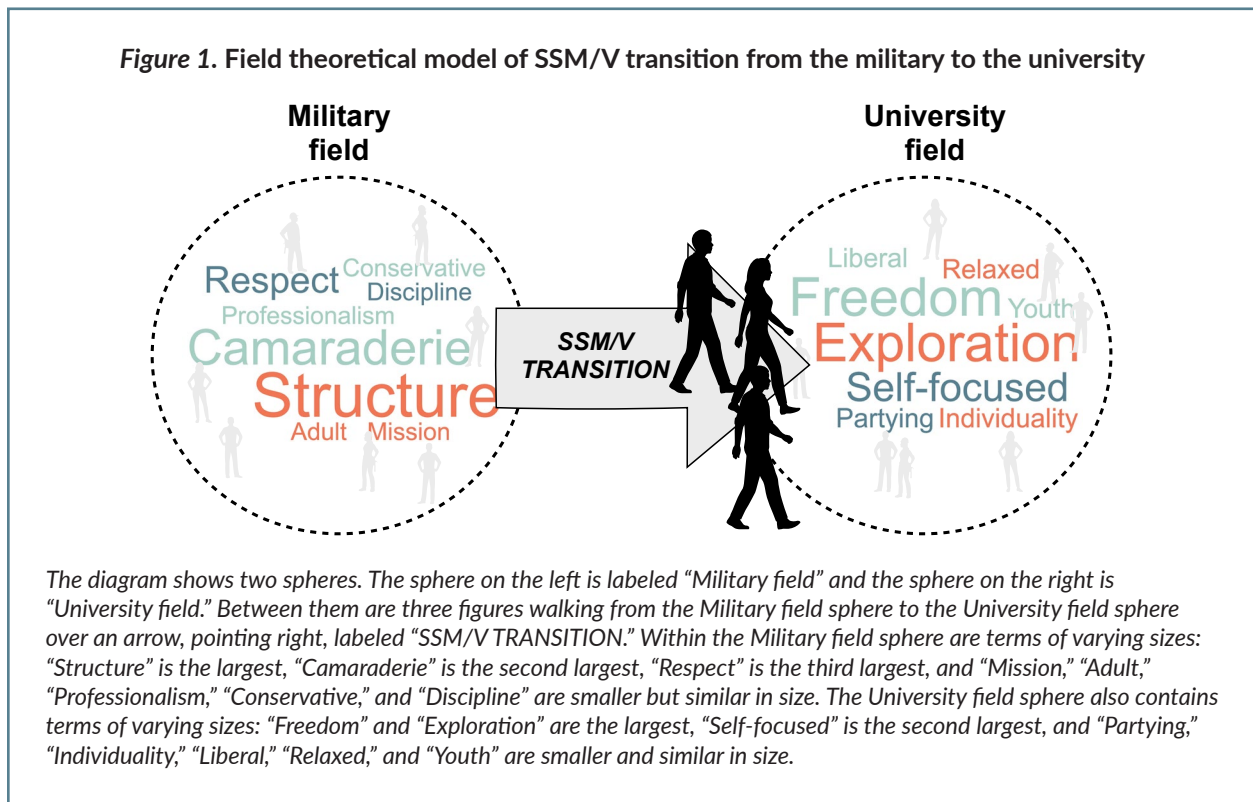 Figure 1. Field theoretical model of SSM/V transition from the military to the university
Military
field
University
field
Respect
Conservative
Discipline
Professionalism
Camaraderie
Structure
Adult
Mission
SSM/V
TRANSITION
Liberal
Relaxed
Freedom
Youth
Exploration
Self-focused
Partying
Individuality
The diagram shows two spheres. The sphere on the left is labeled “Military field” and the sphere on the right is
“University field.” Between them are three figures walking from the Military field sphere to the University field sphere
over an arrow, pointing right, labeled “SSM/V TRANSITION.” Within the Military field sphere are terms of varying sizes:
“Structure” is the largest, “Camaraderie” is the second largest, “Respect” is the third largest, and “Mission,” “Adult,”
“Professionalism,” “Conservative,” and “Discipline” are smaller but similar in size. The University field sphere also contains
terms of varying sizes: “Freedom” and “Exploration” are the largest, “Self-focused” is the second largest, and “Partying,”
“Individuality,” “Liberal,” “Relaxed,” and “Youth” are smaller and similar in size.